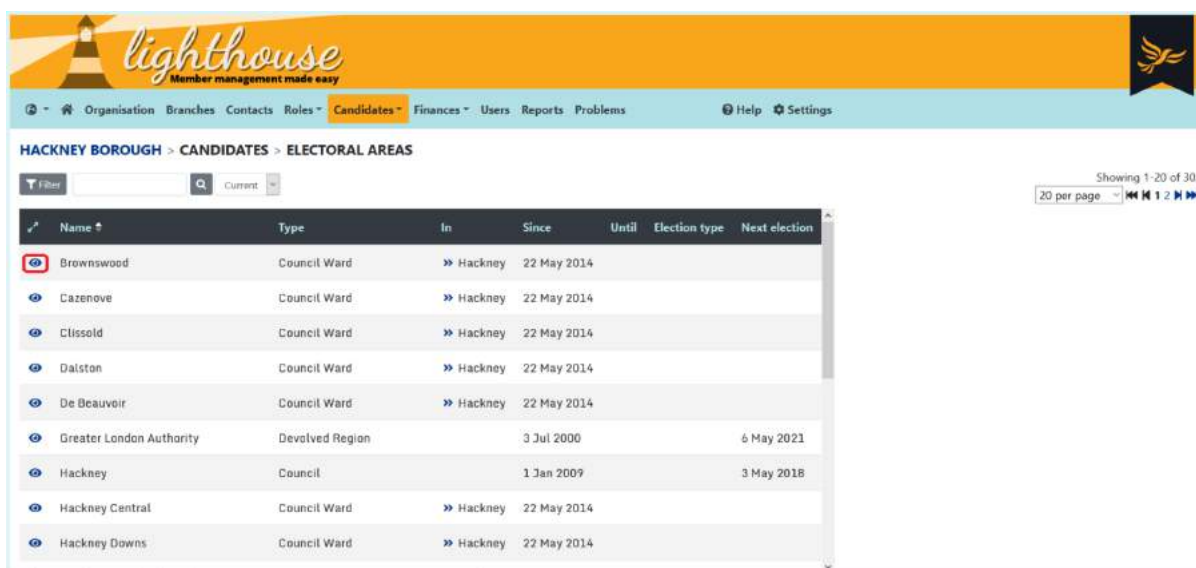 lighthouse
Member management made easy
Organisation Branches Contacts Roles Candidates Finances Users Reports Problems Help Settings
HACKNEY BOROUGH > CANDIDATES > ELECTORAL AREAS
Filter Current Showing 1-20 of 30
20 per page 1 2
Name Type In Since Until Election type Next election
Brownswood Council Ward » Hackney 22 May 2014
Cazenove Council Ward » Hackney 22 May 2014
Clissold Council Ward » Hackney 22 May 2014
Dalston Council Ward » Hackney 22 May 2014
De Beauvoir Council Ward » Hackney 22 May 2014
Greater London Authority Devolved Region 3 Jul 2000 6 May 2021
Hackney Council 1 Jan 2009 3 May 2018
Hackney Central Council Ward » Hackney 22 May 2014
Hackney Downs Council Ward » Hackney 22 May 2014